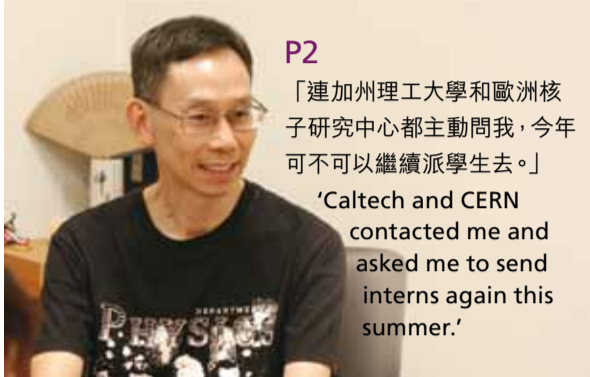 P2
「連加州理工大學和歐洲核
子研究中心都主動問我，今年
可不可以繼續派學生去。」
‘Caltech and CERN
contacted me and
asked me to send
interns again this
summer.’
DEPARTMENT
PHYSICS